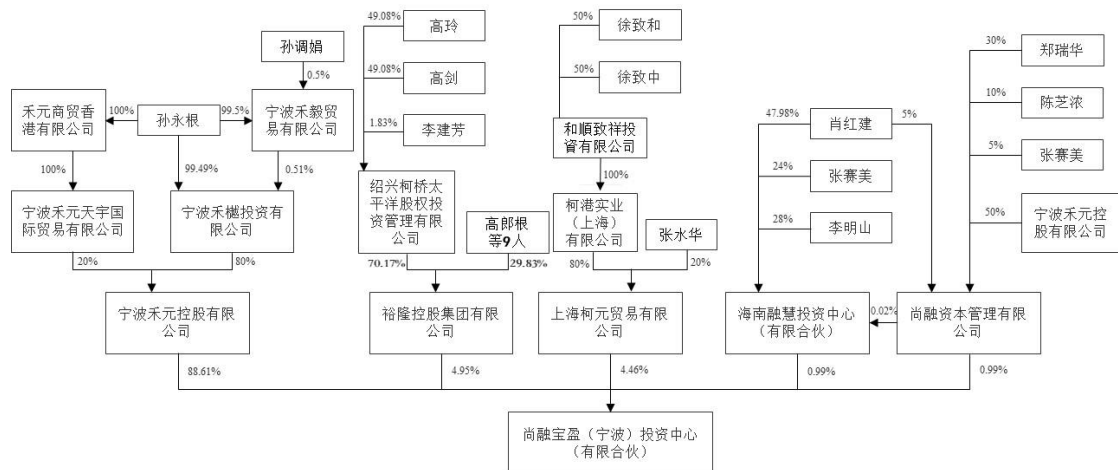 49.08%
高玲
50%
徐致和
孙调娟
30%
郑瑞华
0.5%
49.08%
高剑
50%
徐致中
禾元商贸香
港有限公司
100%
孙永根
99.5%
宁波禾毅贸
易有限公司
10%
陈芝浓
47.98%
肖红建
5%
1.83%
李建芳
和順致祥投
資有限公司
5%
张赛美
100%
99.49%
0.51%
24%
张赛美
100%
宁波禾元天宇国
际贸易有限公司
宁波禾樾投资有
限公司
绍兴柯桥太
平洋股权投
资管理有限
公司
高郎根
等9人
柯港实业
（上海）
有限公司
张水华
28%
李明山
50%
宁波禾元控
股有限公司
20%
80%
70.17%
29.83%
80%
20%
宁波禾元控股有限公
司
裕隆控股集团有限公
司
上海柯元贸易有限公
司
海南融慧投资中心
（有限合伙）
0.02%
尚融资本管理有限公
司
88.61%
4.95%
4.46%
0.99%
0.99%
尚融宝盈（宁波）投资中心
（有限合伙）